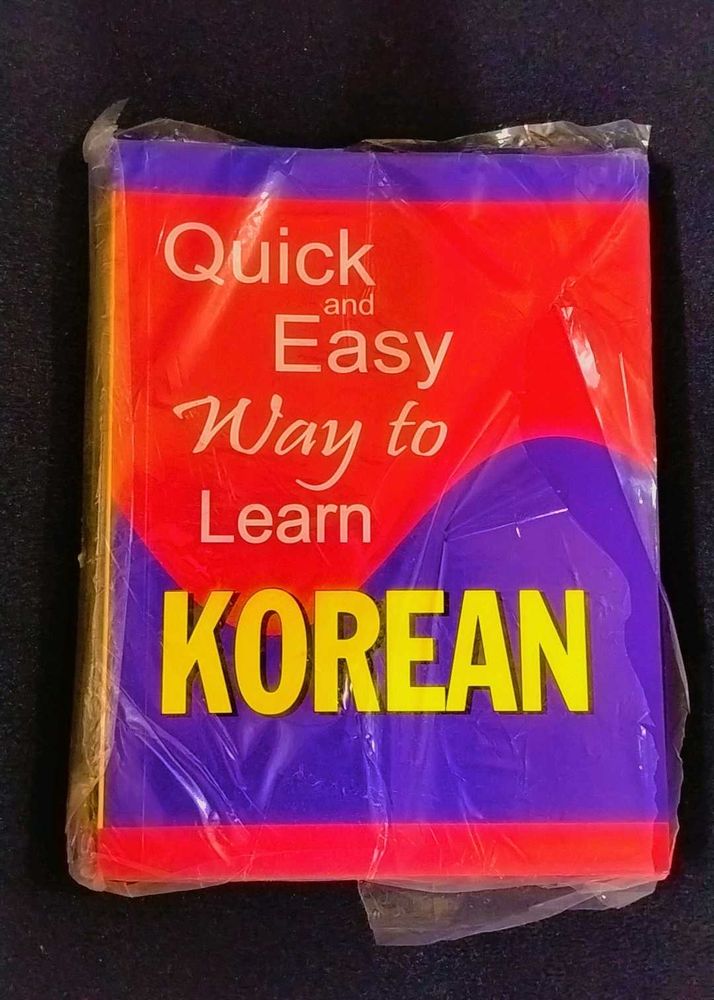 Quick
and
Easy
Way to
Learn
KOREAN